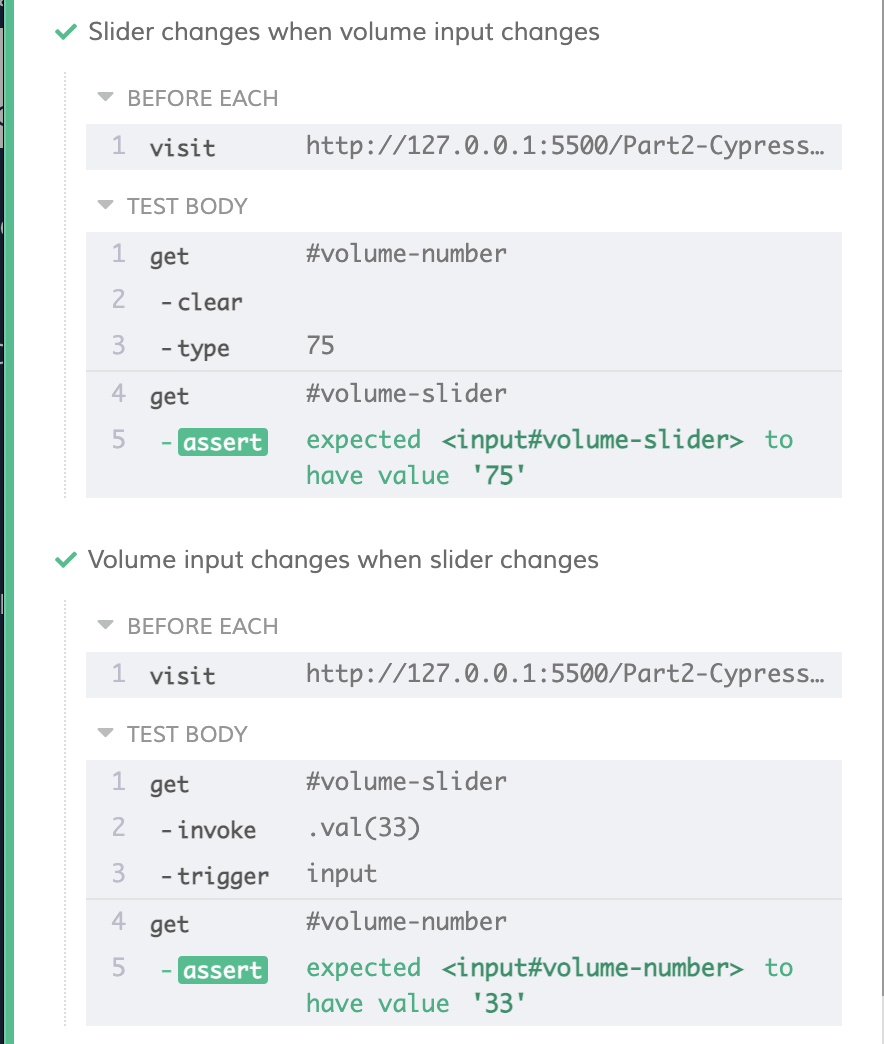 Slider changes when volume input changes
BEFORE EACH
1 visit http://127.0.0.1:5500/Part2-Cypress…
TEST BODY
1 get #volume-number
2 -clear
3 -type 75
4 get #volume-slider
5 -assert expected <input#volume-slider> to
have value '75'
Volume input changes when slider changes
BEFORE EACH
1 visit http://127.0.0.1:5500/Part2-Cypress…
TEST BODY
1 get #volume-slider
2 -invoke .val(33)
3 -trigger input
4 get #volume-number
5 -assert expected <input#volume-number> to
have value '33'